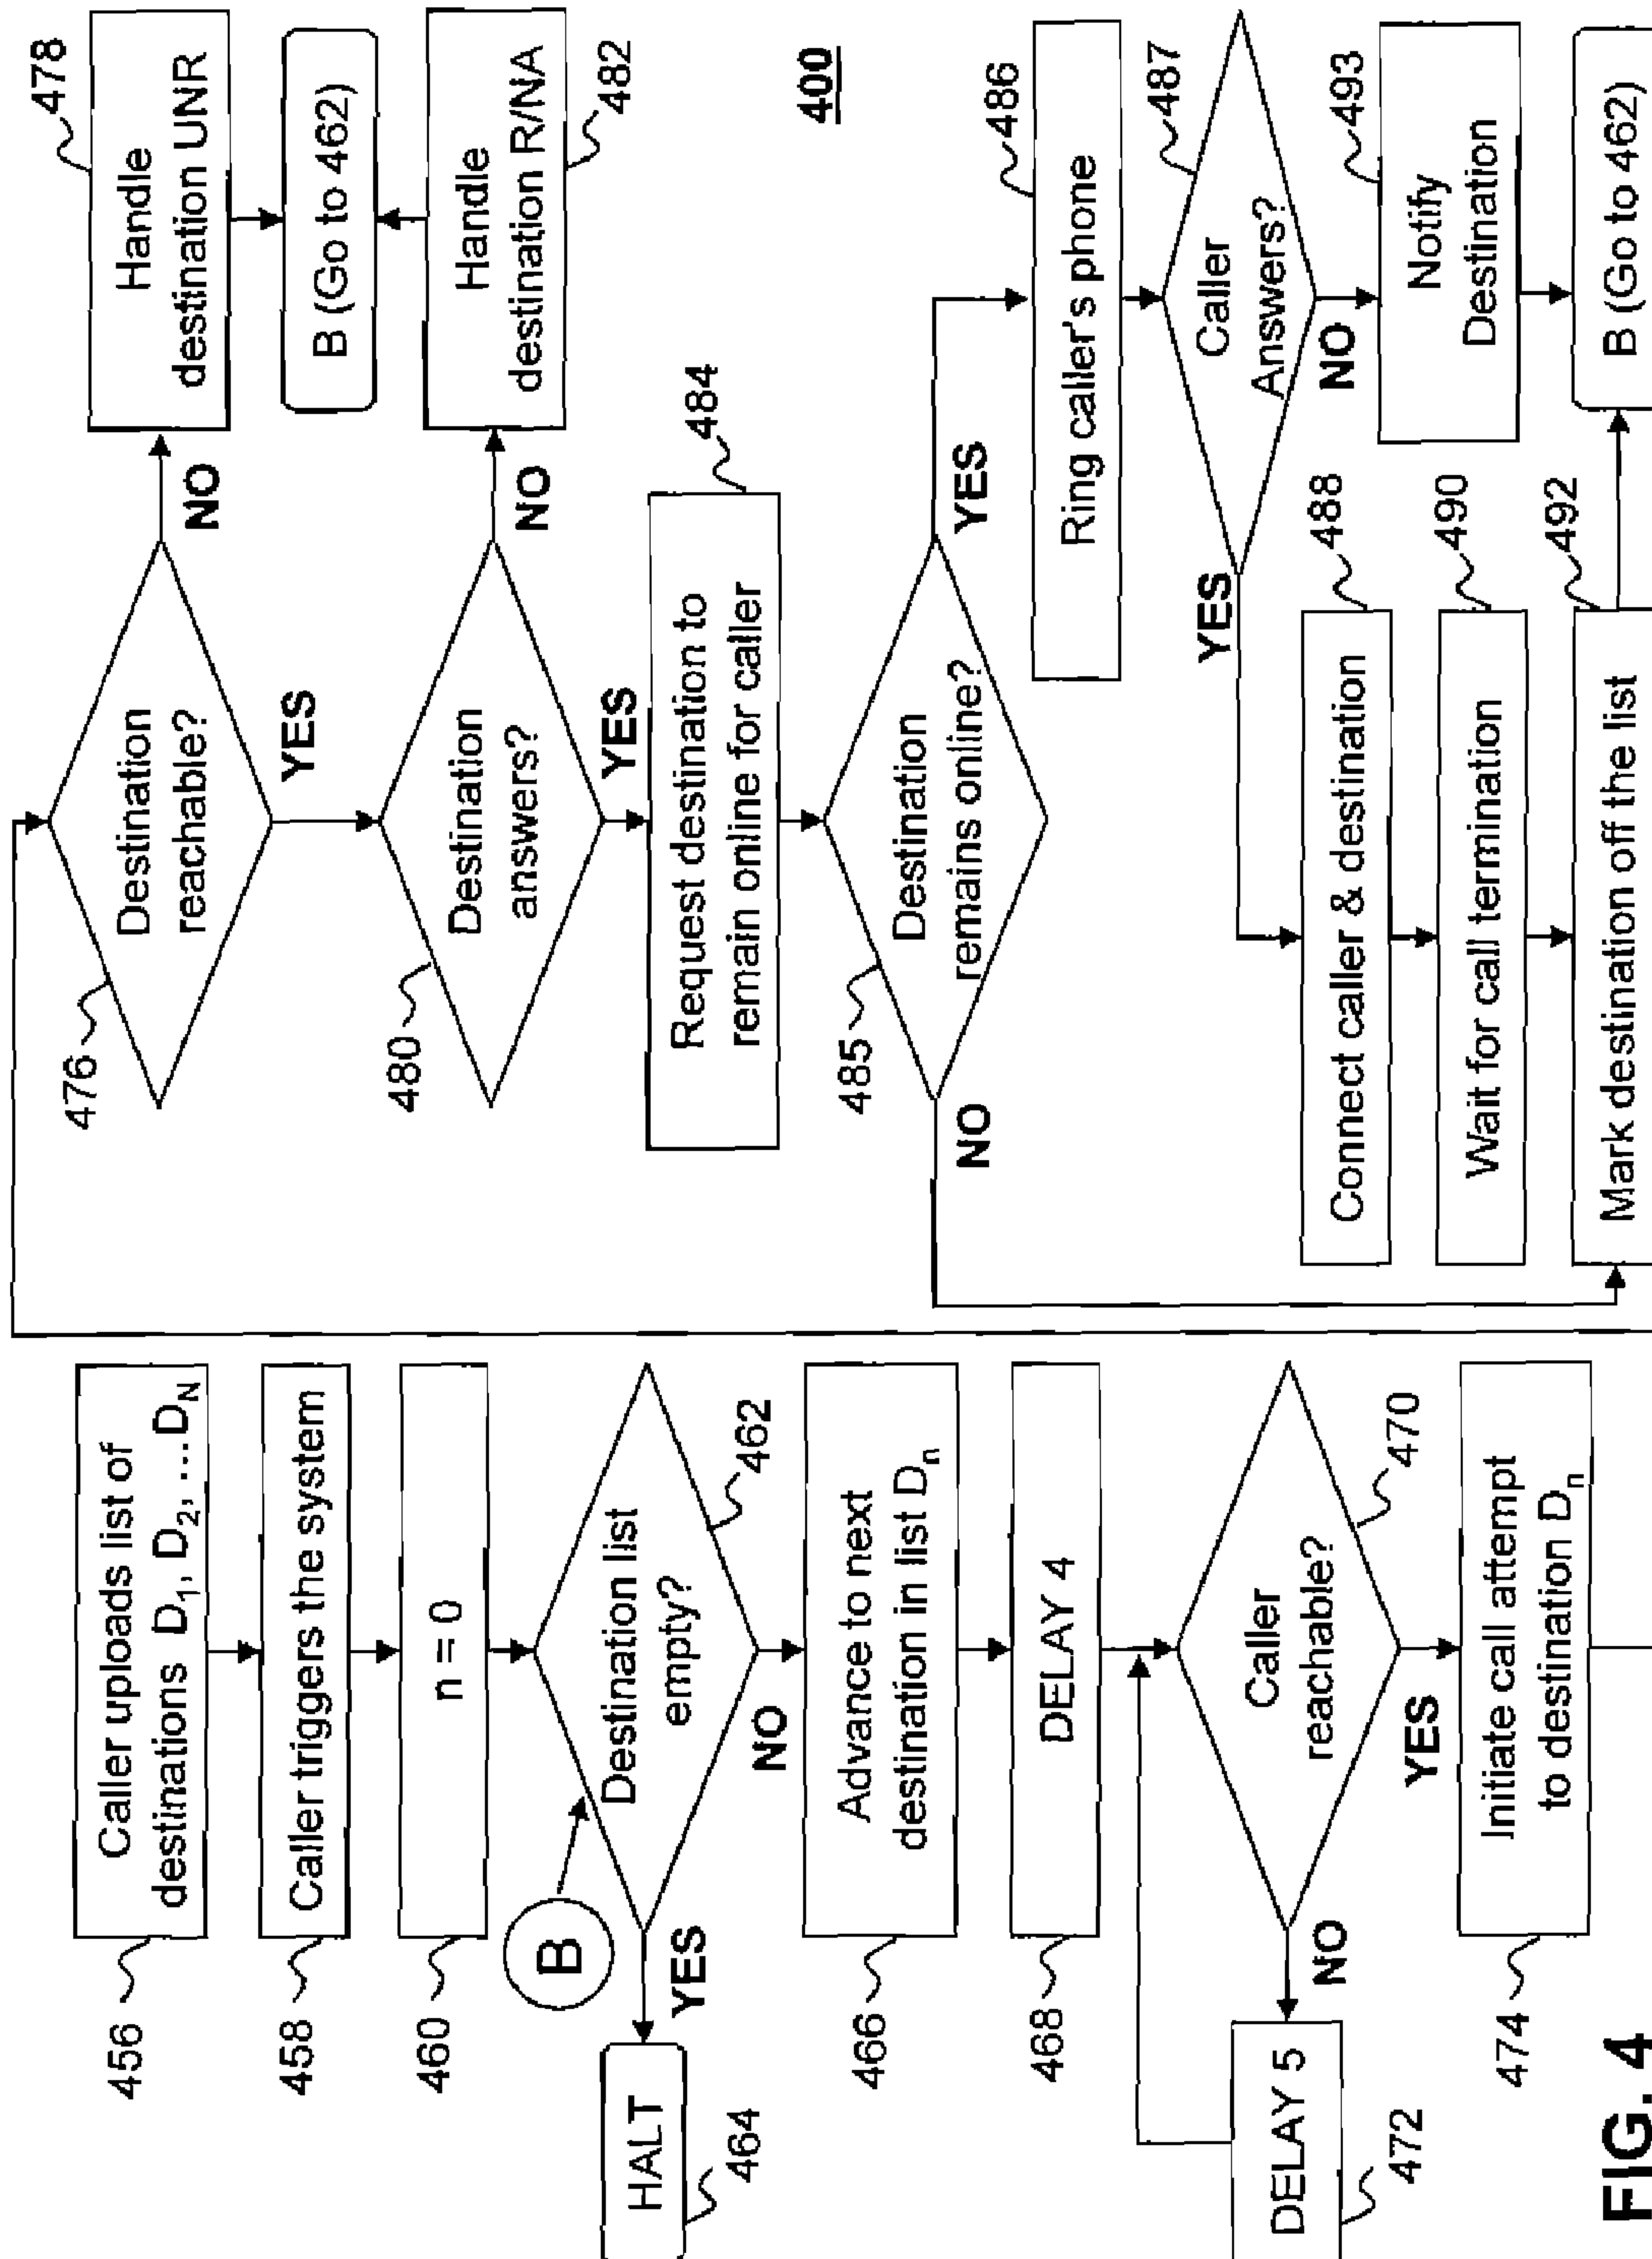 456
Caller uploads list of
destinations D1, D2, ...DN
458
Caller triggers the system
460
n = 0
B
Destination list
empty?
462
YES
NO
HALT
464
466
Advance to next
destination in list Dn
468
DELAY 4
Caller
reachable?
470
NO
YES
DELAY 5
472
474
Initiate call attempt
to destination Dn
FIG. 4
476
Destination
reachable?
NO
YES
Handle
destination UNR
478
B (Go to 462)
480
Destination
answers?
NO
YES
Handle
destination R/NA
482
Request destination to
remain online for caller
484
400
485
Destination
remains online?
NO
YES
Ring caller's phone
486
Caller
Answers?
487
YES
NO
Connect caller & destination
488
Notify
Destination
493
Wait for call termination
490
Mark destination off the list
492
B (Go to 462)